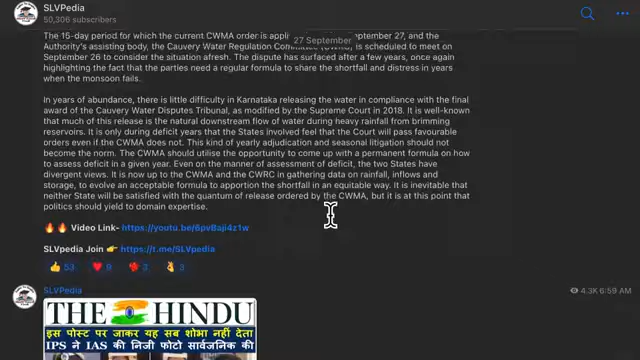 SLVPedia
50,306 subscribers
The 15-day period for which the current CWMA order is appli September 27, and the
27 September
Authority's assisting body, the Cauvery Water Regulation Committee (CWRC) is scheduled to meet on
September 26 to consider the situation afresh. The dispute has surfaced after a few years, once again
highlighting the fact that the parties need a regular formula to share the shortfall and distress in years
when the monsoon fails.
In years of abundance, there is little difficulty in Karnataka releasing the water in compliance with the final
award of the Cauvery Water Disputes Tribunal, as modified by the Supreme Court in 2018. It is well-known
that much of this release is the natural downstream flow of water during heavy rainfall from brimming
reservoirs. It is only during deficit years that the States involved feel that the Court will pass favourable
orders even if the CWMA does not. This kind of yearly adjudication and seasonal litigation should not
become the norm. The CWMA should utilise the opportunity to come up with a permanent formula on how
to assess deficit in a given year. Even on the manner of assessment of deficit, the two States have
divergent views. It is now up to the CWMA and the CWRC in gathering data on rainfall, inflows and
storage, to evolve an acceptable formula to apportion the shortfall in an equitable way. It is inevitable that
neither State will be satisfied with the quantum of release ordered by the CWMA, but it is at this point that
politics should yield to domain expertise.
🔥🔥 Video Link- https://youtu.be/6pvBaji4z1w
SLVpedia Join 👉 https://t.me/SLVpedia
👍 53 ❤ 9 3 👌 3
SLVPedia
4.3K 6:59 AM
THE HINDU
इस पोस्ट पर जाकर यह सब शोभा नहीं देता
IPS ने IAS की निजी फोटो सार्वजनिक की